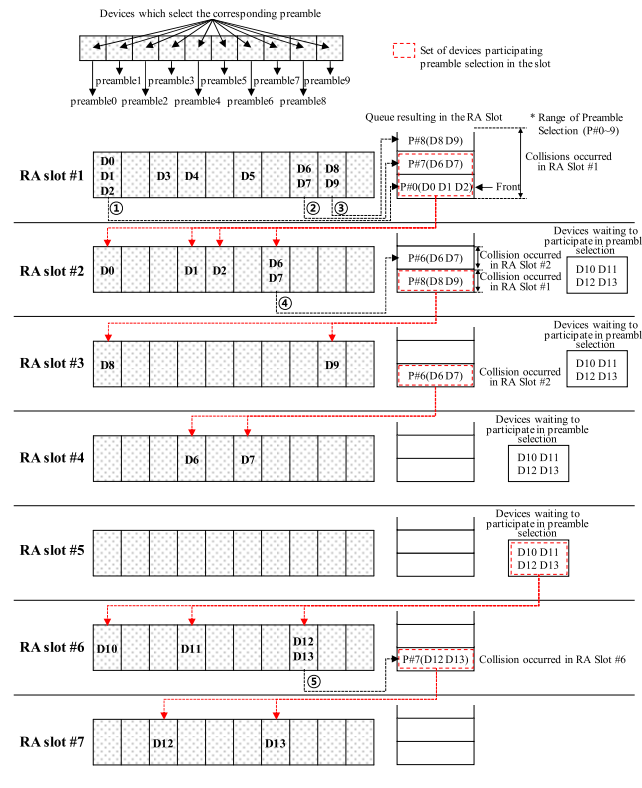 Devices which select the corresponding preamble
preamble1 preamble3 preamble5 preamble7 preamble9
preamble0 preamble2 preamble4 preamble6 preamble8
Set of devices participating
preamble selection in the slot
Queue resulting in the RA Slot
* Range of Preamble
Selection (P#0~9)
RA slot #1
D0
D1
D2
D3
D4
D5
D6
D7
D8
D9
P#8(D8 D9)
P#7(D6 D7)
P#0(D0 D1 D2)
Front
Collisions occurred
in RA Slot #1
①
②
③
RA slot #2
D0
D1
D2
D6
D7
④
P#6(D6 D7)
P#8(D8 D9)
Collision occurred
in RA Slot #2
Collision occurred
in RA Slot #1
Devices waiting to
participate in preambl
selection
D10 D11
D12 D13
RA slot #3
D8
D9
P#6(D6 D7)
Collision occurred
in RA Slot #2
Devices waiting to
participate in preambl
selection
D10 D11
D12 D13
RA slot #4
D6
D7
Devices waiting to
participate in preamble
selection
D10 D11
D12 D13
RA slot #5
Devices waiting to
participate in preamble
selection
D10 D11
D12 D13
RA slot #6
D10
D11
D12
D13
⑤
P#7(D12 D13)
Collision occurred in RA Slot #6
RA slot #7
D12
D13